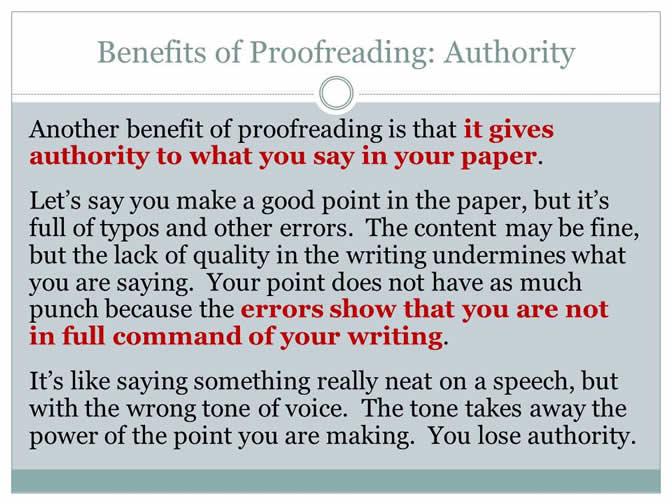 Benefits of Proofreading: Authority
Another benefit of proofreading is that it gives
authority to what you say in your paper.
Let's say you make a good point in the paper, but it's
full of typos and other errors.  The content may be fine,
but the lack of quality in the writing undermines what
you are saying.  Your point does not have as much
punch because the errors show that you are not
in full command of your writing.
It's like saying something really neat on a speech, but
with the wrong tone of voice.  The tone takes away the
power of the point you are making.  You lose authority.